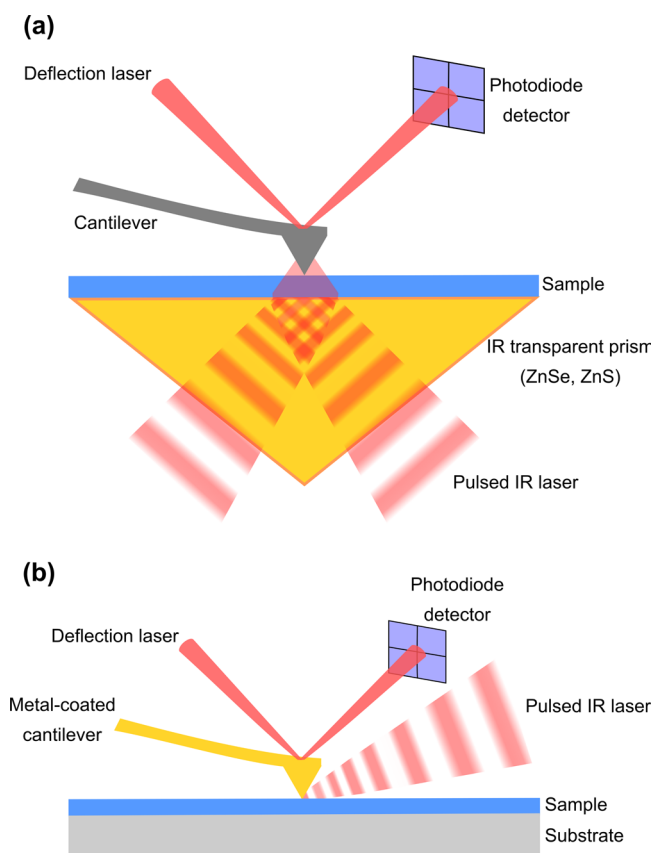 (a)
Deflection laser
Photodiode
detector
Cantilever
Sample
IR transparent prism
(ZnSe, ZnS)
Pulsed IR laser
(b)
Photodiode
detector
Deflection laser
Metal-coated
cantilever
Pulsed IR laser
Sample
Substrate